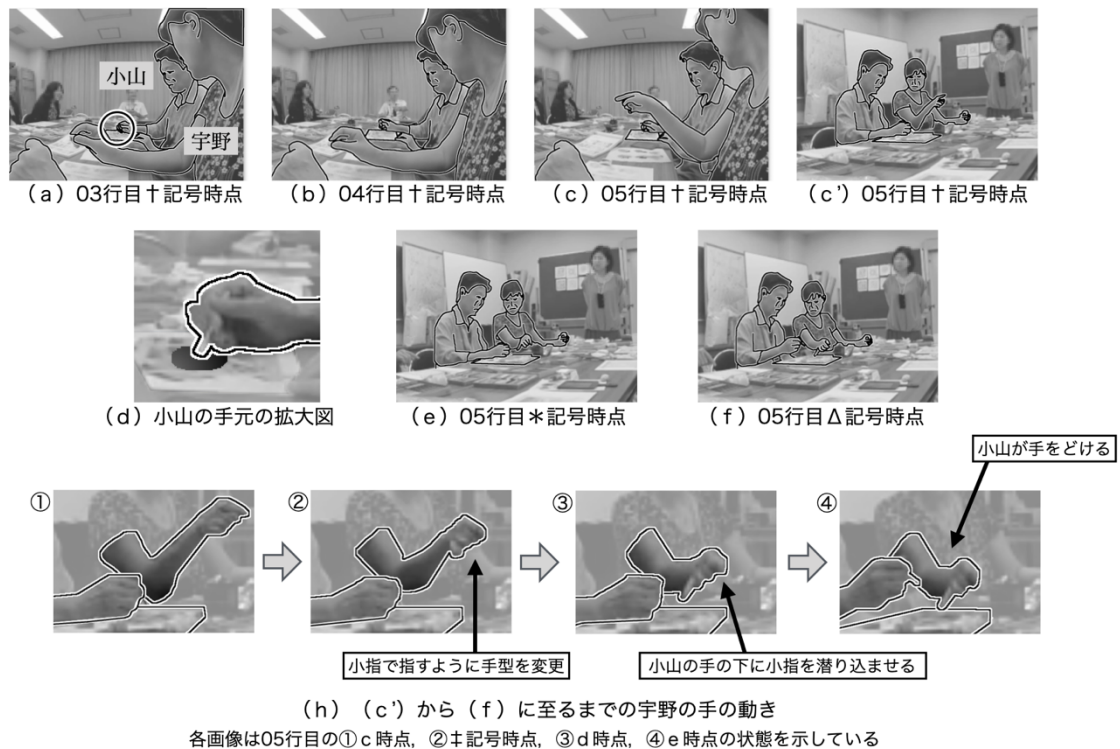 小山
宇野
（a）03行目†記号時点
（b）04行目†記号時点
（c）05行目†記号時点
（c'）05行目†記号時点
（d）小山の手元の拡大図
（e）05行目＊記号時点
（f）05行目Δ記号時点
小山が手をどける
①
②
③
④
小指で指すように手型を変更
小山の手の下に小指を潜り込ませる
（h）（c'）から（f）に至るまでの宇野の手の動き
各画像は05行目の①c時点，②‡記号時点，③d時点，④e時点の状態を示している